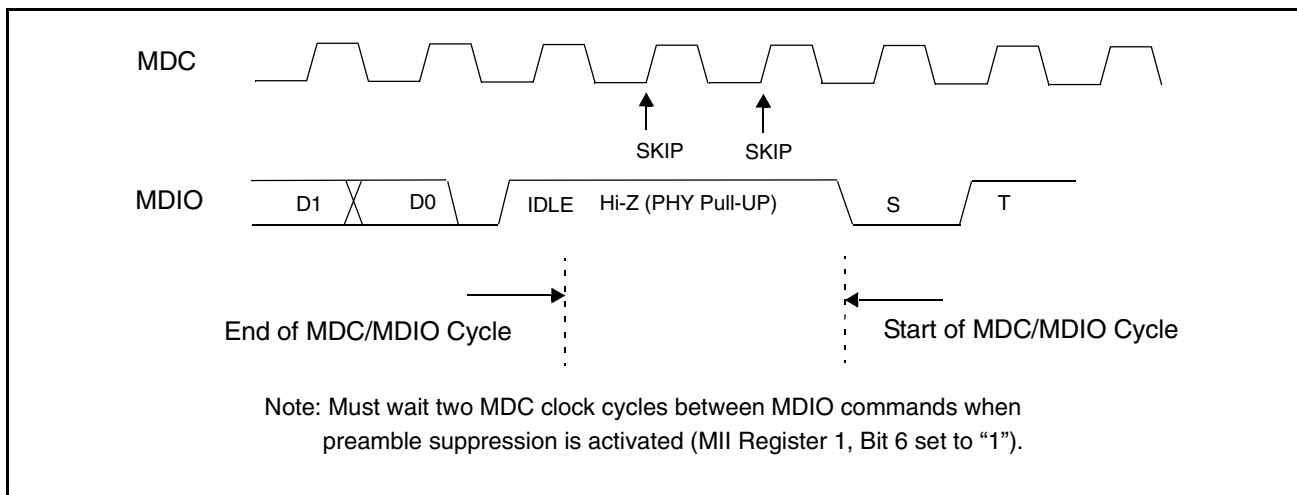 MDC
SKIP SKIP
MDIO D1 D0 IDLE Hi-Z (PHY Pull-UP) S T
End of MDC/MDIO Cycle Start of MDC/MDIO Cycle
Note: Must wait two MDC clock cycles between MDIO commands when
preamble suppression is activated (MII Register 1, Bit 6 set to “1”).